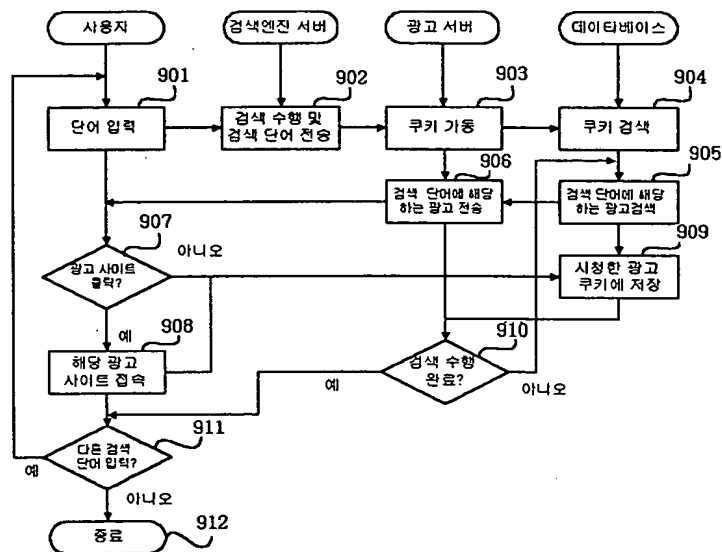 사용자
검색엔진 서버
광고 서버
데이타베이스
901
902
903
904
단어 입력
검색 수행 및
검색 단어 전송
쿠키 가동
쿠키 검색
906
905
검색 단어에 해당
하는 광고 전송
검색 단어에 해당
하는 광고검색
907
아니오
909
광고 사이트
클릭?
시청한 광고
쿠키에 저장
예
908
910
해당 광고
사이트 접속
예
검색 수행
완료?
아니오
911
다른 검색
단어 입력?
예
아니오
종료
912